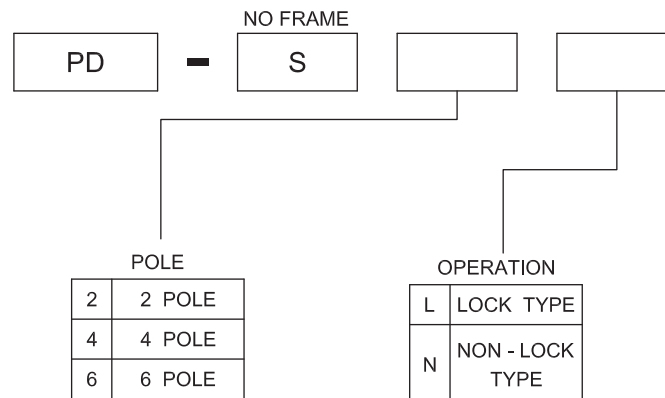 NO FRAME
PD - S
POLE
2 2 POLE
4 4 POLE
6 6 POLE
OPERATION
L LOCK TYPE
N NON - LOCK
TYPE